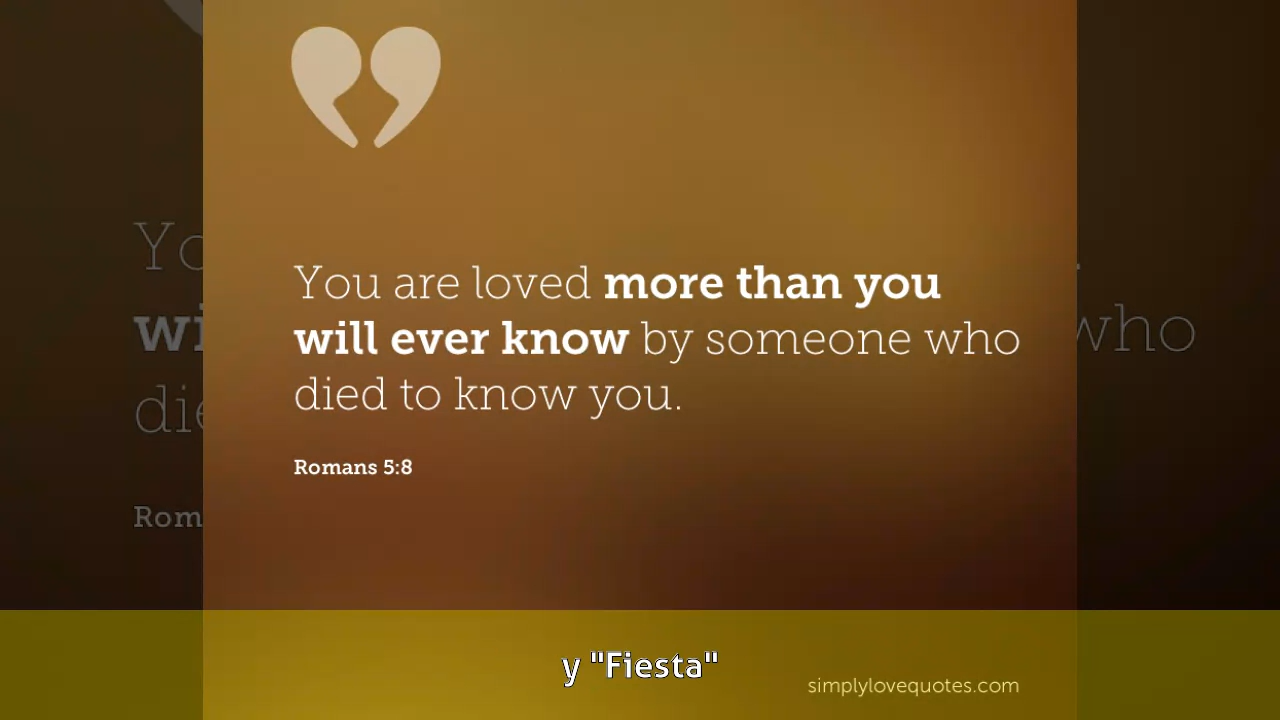 You are loved more than you
will ever know by someone who
died to know you.
Romans 5:8
y "Fiesta"
simplylovequotes.com